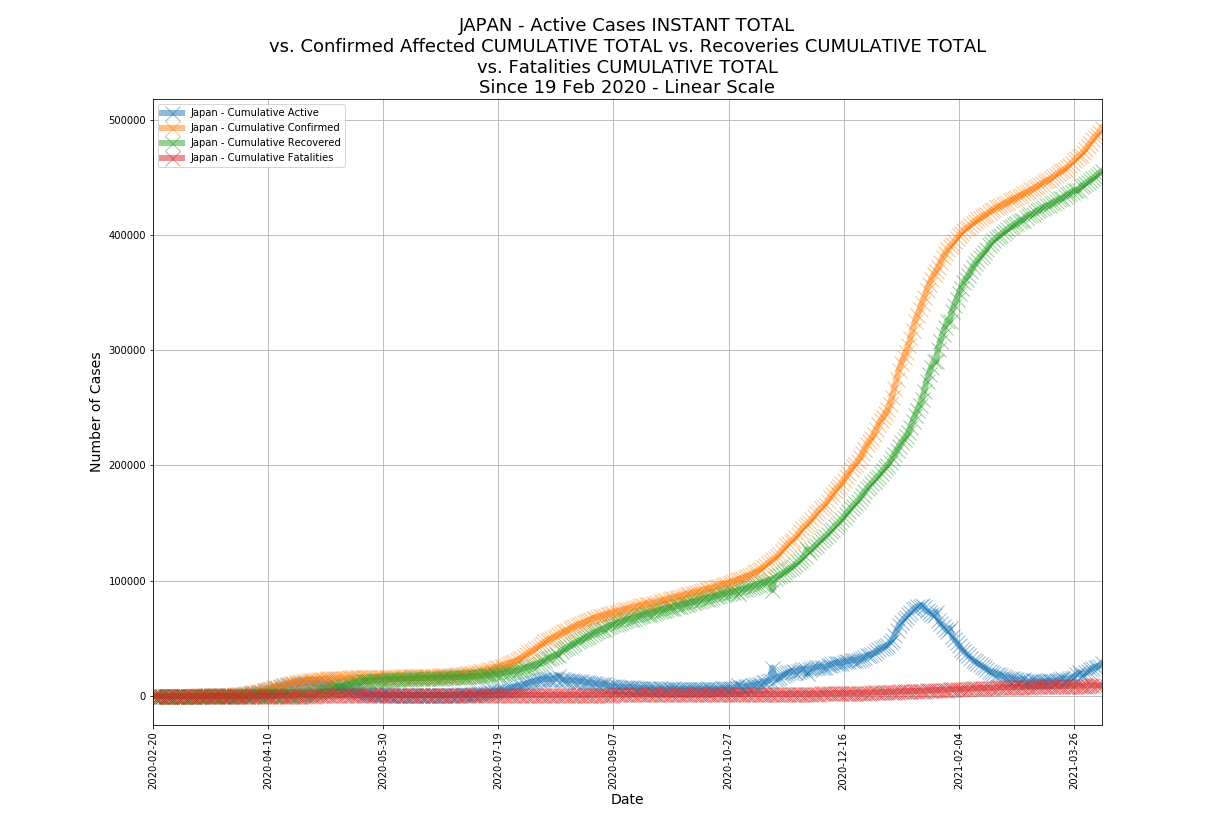 JAPAN - Active Cases INSTANT TOTAL
vs. Confirmed Affected CUMULATIVE TOTAL vs. Recoveries CUMULATIVE TOTAL
vs. Fatalities CUMULATIVE TOTAL
Since 19 Feb 2020 - Linear Scale
Japan - Cumulative Active
Japan - Cumulative Confirmed
Japan - Cumulative Recovered
Japan - Cumulative Fatalities
Number of Cases
500000
400000
300000
200000
100000
0
2020-02-20
2020-04-10
2020-05-30
2020-07-19
2020-09-07
2020-10-27
2020-12-16
2021-02-04
2021-03-26
Date